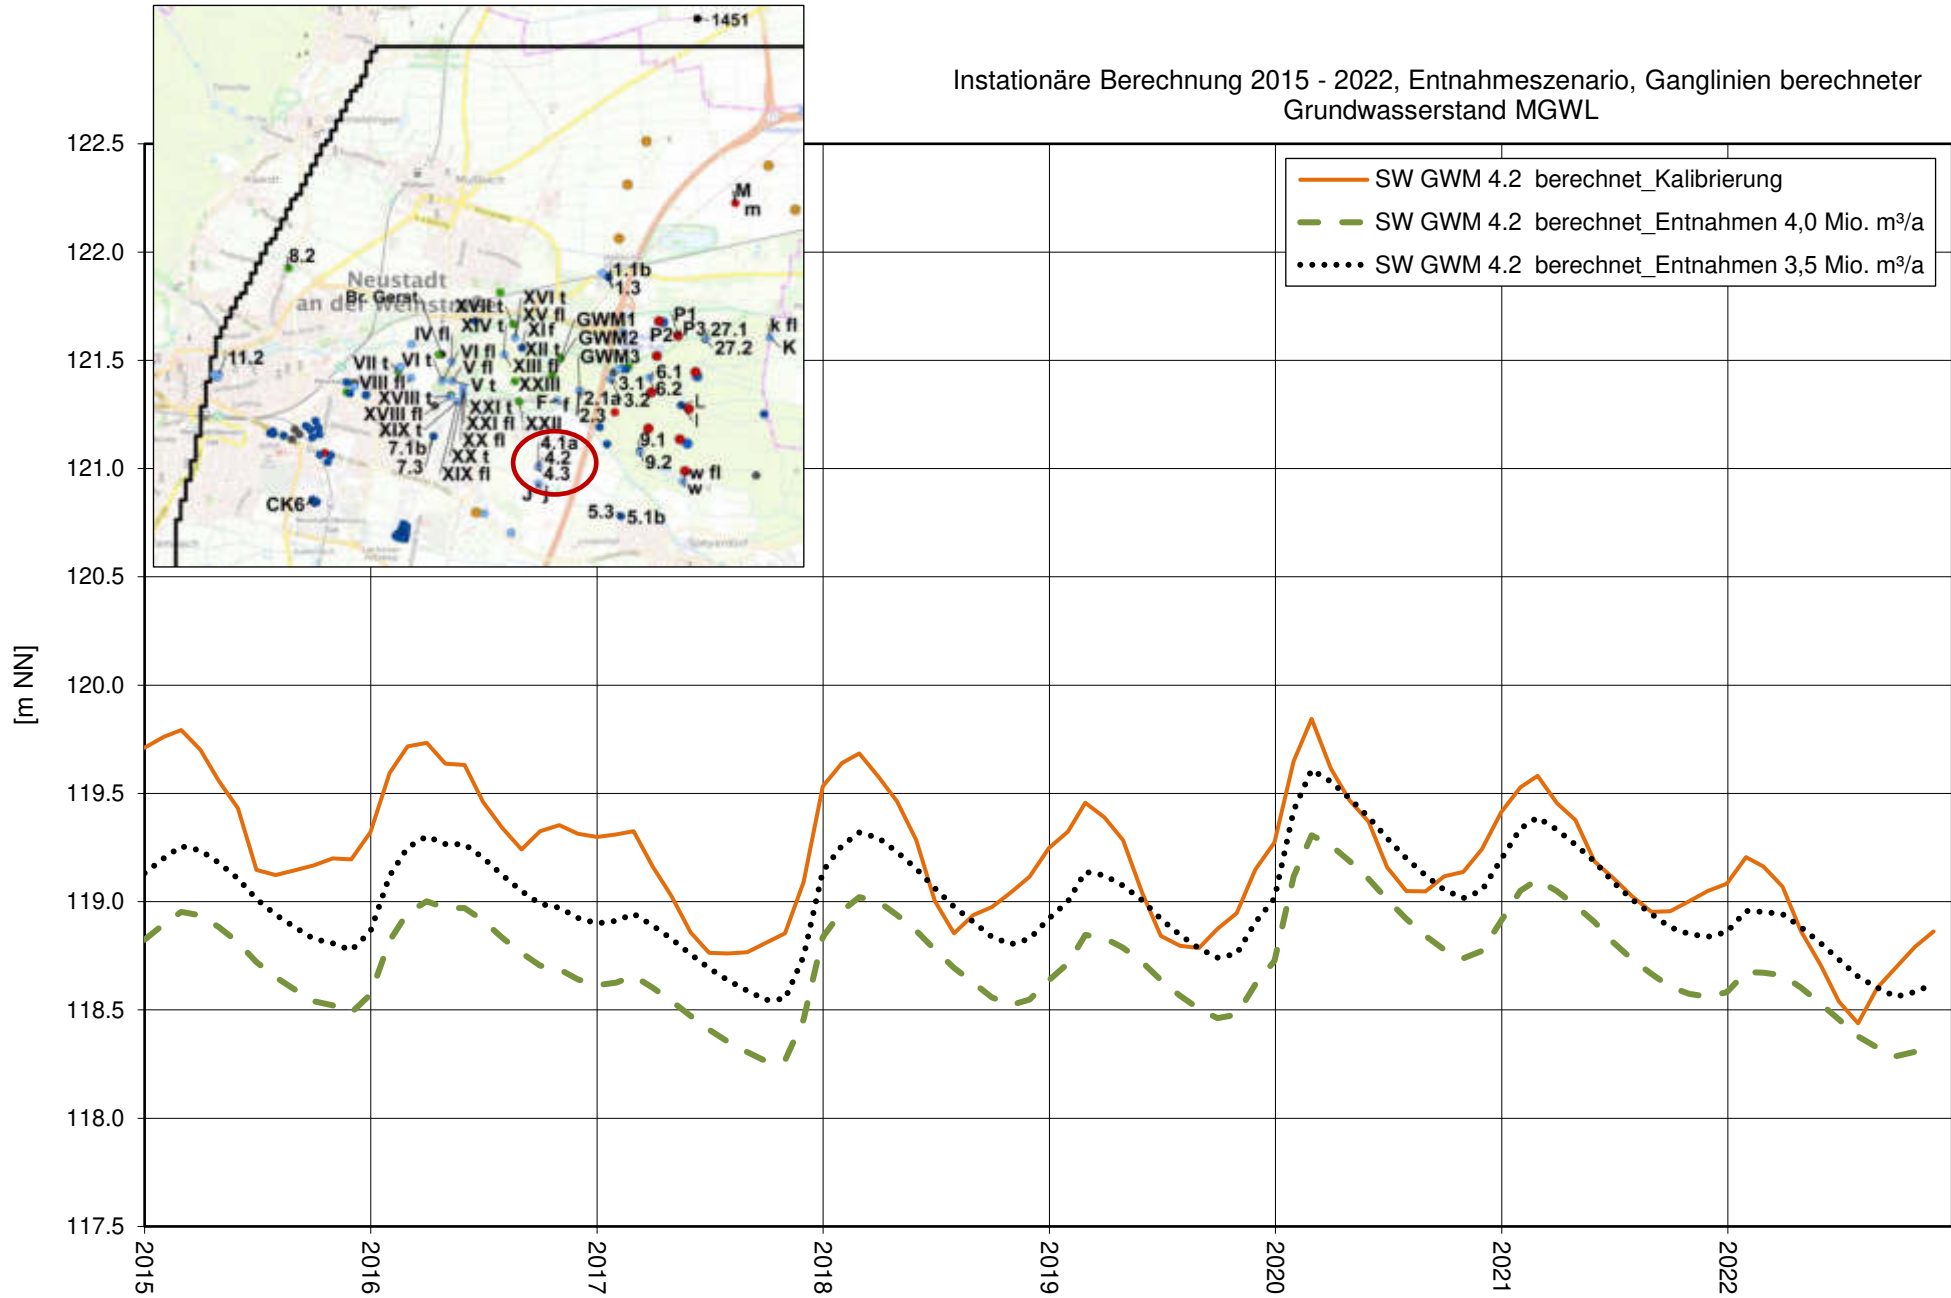 Instationäre Berechnung 2015 - 2022, Entnahmeszenario, Ganglinien berechneter
Grundwasserstand MGWL
SW GWM 4.2 berechnet_Kalibrierung
SW GWM 4.2 berechnet_Entnahmen 4,0 Mio. m³/a
SW GWM 4.2 berechnet_Entnahmen 3,5 Mio. m³/a
[m NN]
122.5
122.0
121.5
121.0
120.5
120.0
119.5
119.0
118.5
118.0
117.5
2015
2016
2017
2018
2019
2020
2021
2022
1451
M
m
8.2
Neustadt
an der Weinstraße
Br. Gerst
Mußbach
1.1b
1.3
XVI t
XVII t
XV fl
XIV t
XI f
XII t
XIII fl
XXIII
GWM1
GWM2
GWM3
P1
P2
P3
27.1
27.2
k fl
K
IV fl
VI fl
V fl
V t
VI t
VII t
VIII fl
11.2
XVIII t
XVIII fl
XIX t
XXI t
XXI fl
XX fl
XX t
XIX fl
XXII
F
f
2.1a
2.3
3.1
3.2
6.1
6.2
L
l
7.1b
7.3
4.1a
4.2
4.3
J
j
9.1
9.2
w fl
w
5.3
5.1b
CK6